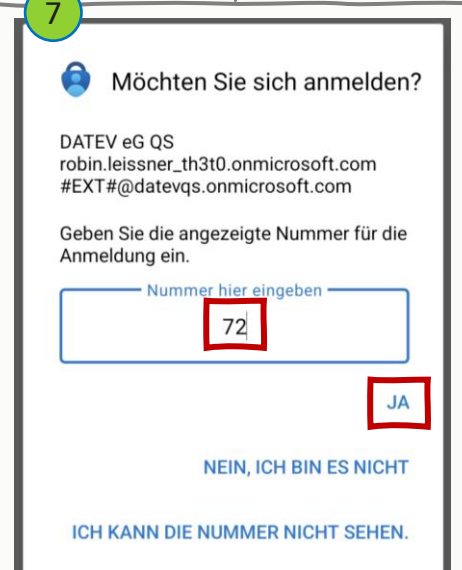 7
Möchten Sie sich anmelden?
DATEV eG QS
robin.leissner_th3t0.onmicrosoft.com
#EXT#@datevqs.onmicrosoft.com
Geben Sie die angezeigte Nummer für die
Anmeldung ein.
Nummer hier eingeben
72
JA
NEIN, ICH BIN ES NICHT
ICH KANN DIE NUMMER NICHT SEHEN.